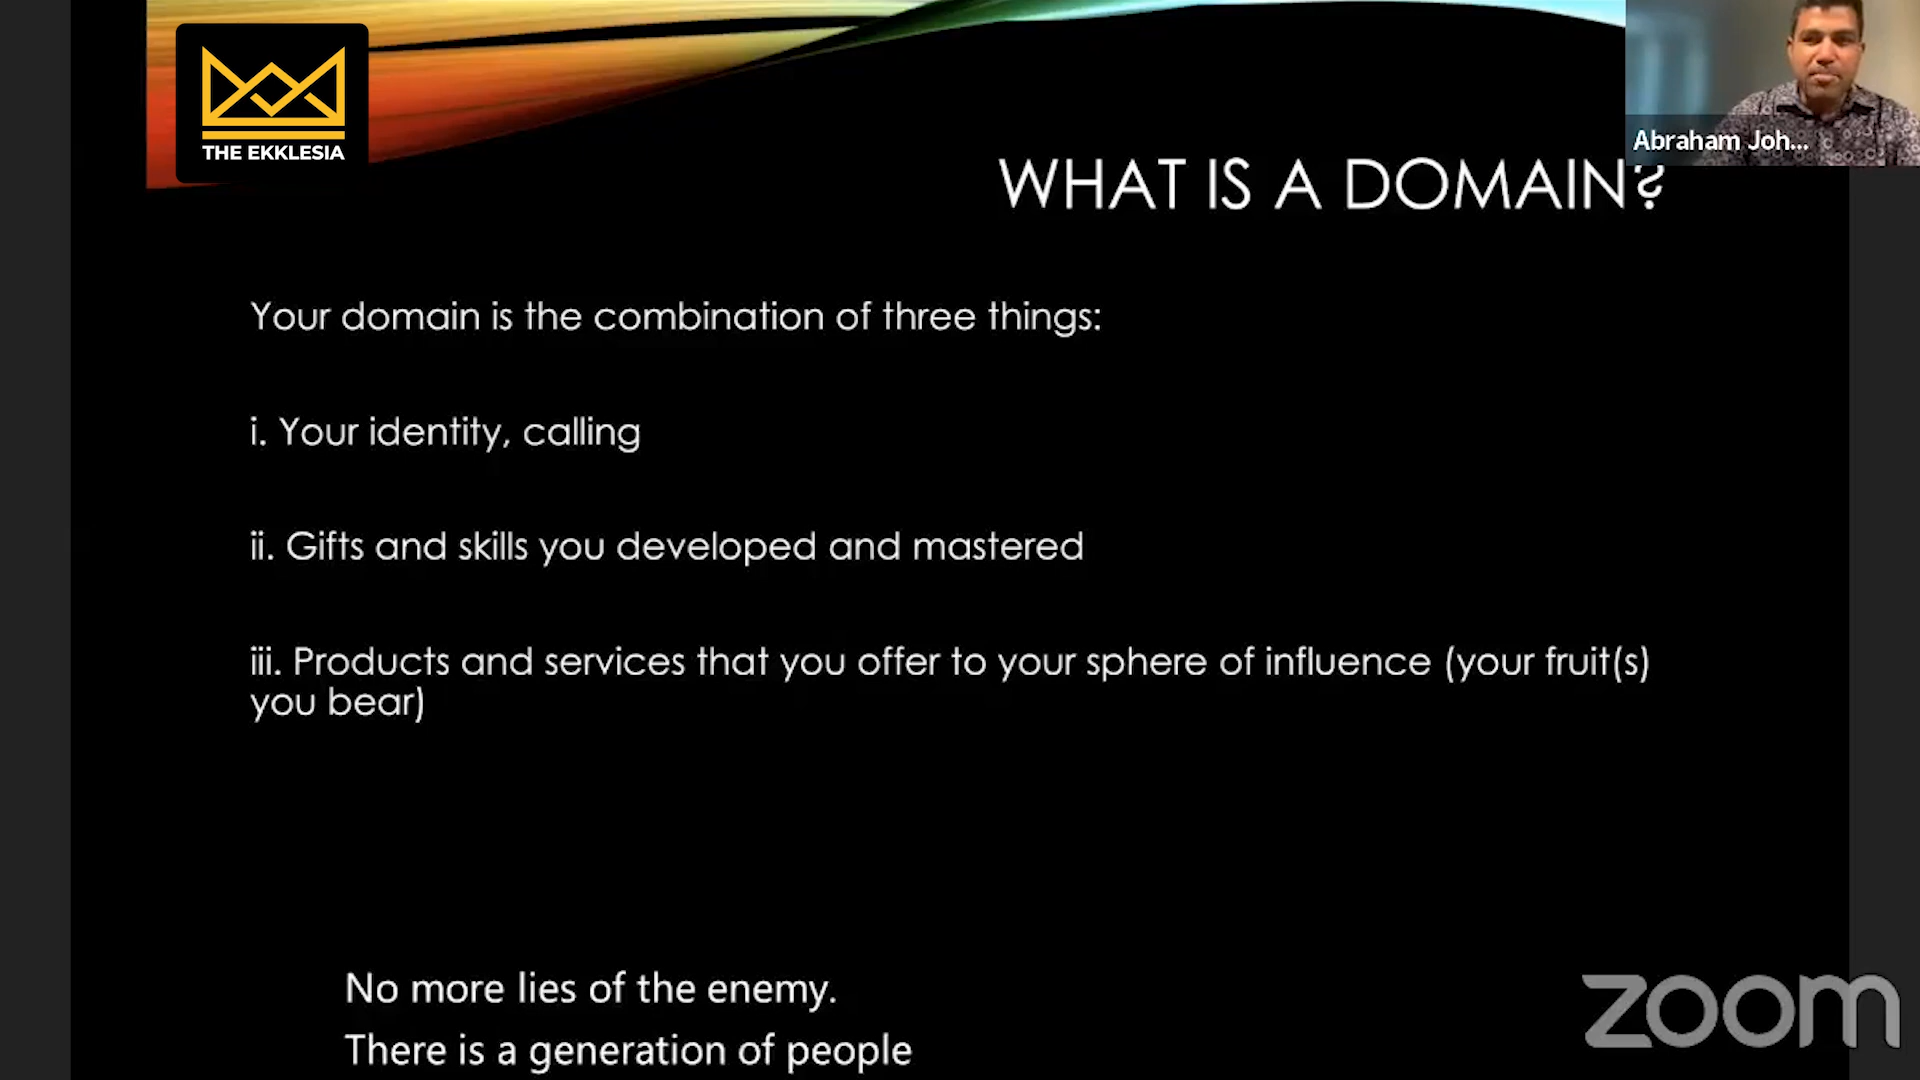 THE EKKLESIA
Abraham Joh...
WHAT IS A DOMAIN?
Your domain is the combination of three things:
i. Your identity, calling
ii. Gifts and skills you developed and mastered
iii. Products and services that you offer to your sphere of influence (your fruit(s)
you bear)
No more lies of the enemy.
There is a generation of people
zoom